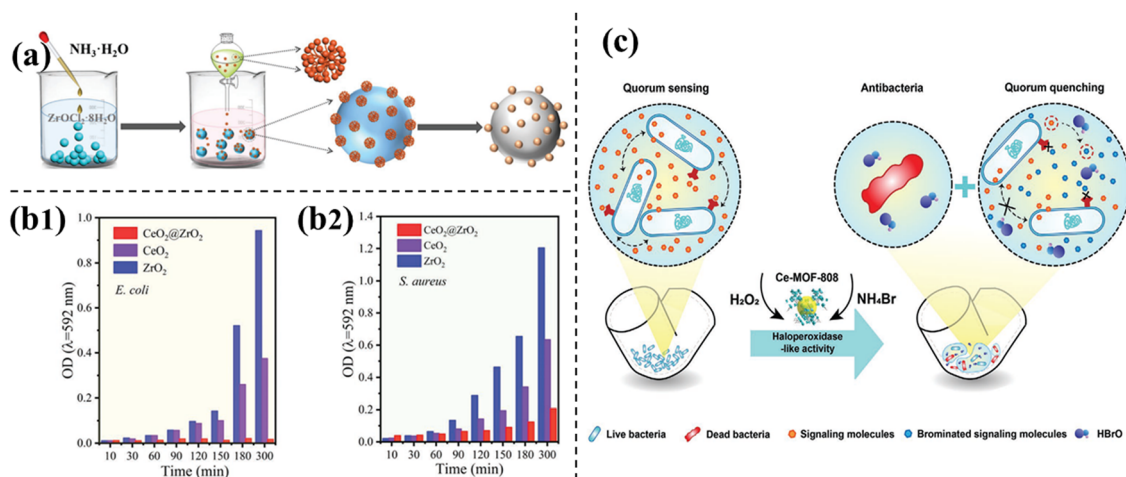 (a)
NH₃·H₂O
ZrOCl₂·8H₂O
(b1)
1.0
0.8
0.6
0.4
0.2
0.0
OD (λ=592 nm)
CeO₂@ZrO₂
CeO₂
ZrO₂
E. coli
10 30 60 90 120 150 180 300
Time (min)
(b2)
1.4
1.2
1.0
0.8
0.6
0.4
0.2
0.0
OD (λ=592 nm)
CeO₂@ZrO₂
CeO₂
ZrO₂
S. aureus
10 30 60 90 120 150 180 300
Time (min)
(c)
Quorum sensing
Antibacteria
Quorum quenching
+
Ce-MOF-808
H₂O₂
NH₄Br
Haloperoxidase
-like activity
Live bacteria
Dead bacteria
Signaling molecules
Brominated signaling molecules
HBrO